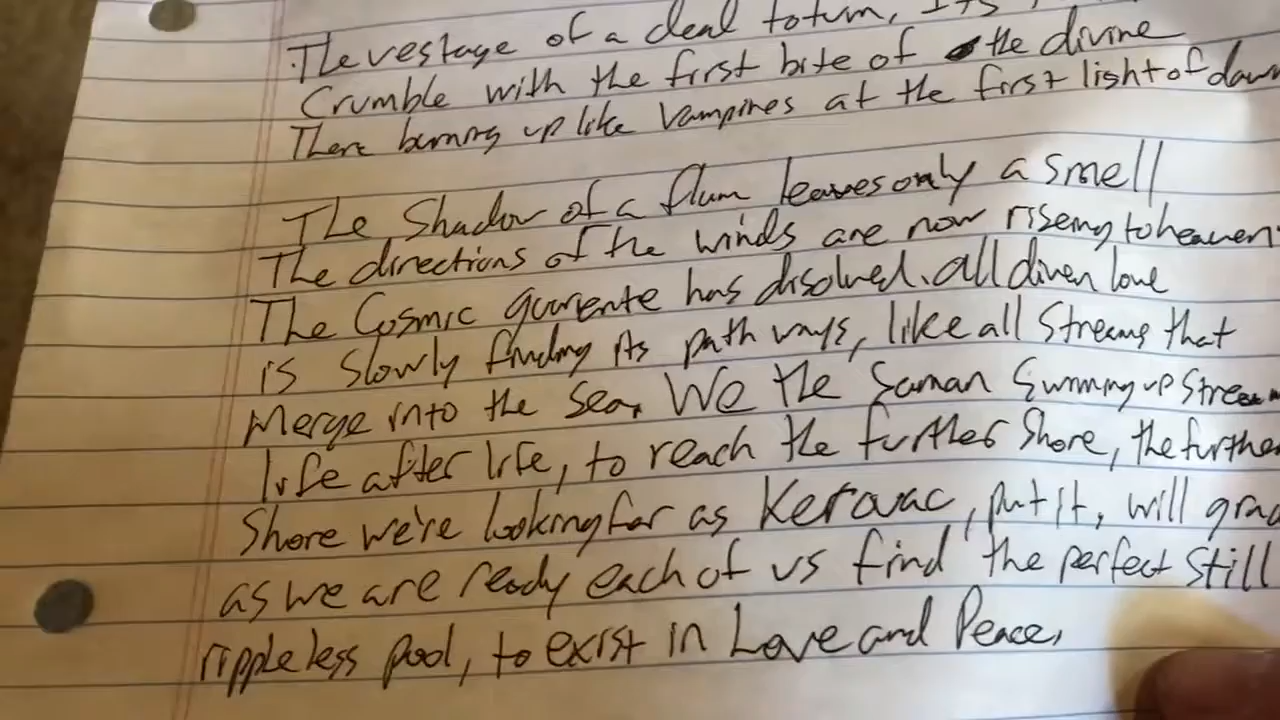 The vestage of a deal totum, Its
Crumble with the first bite of the divine
There burning up like vampires at the first light of dawn
The Shadow of a flum leaves only a smell
The directions of the winds are now riseing to heaven
The Cosmic guarente has disolved. all diven love
is slowly finding its path ways, like all Streams that
Merge into the Sea. We the Saman Swimming up Stream
life after life, to reach the further Shore, the further
Shore we're looking for as Kerouac, put it, will
as we are ready each of us find the perfect Still
rippleless pool, to exist in Love and Peace.